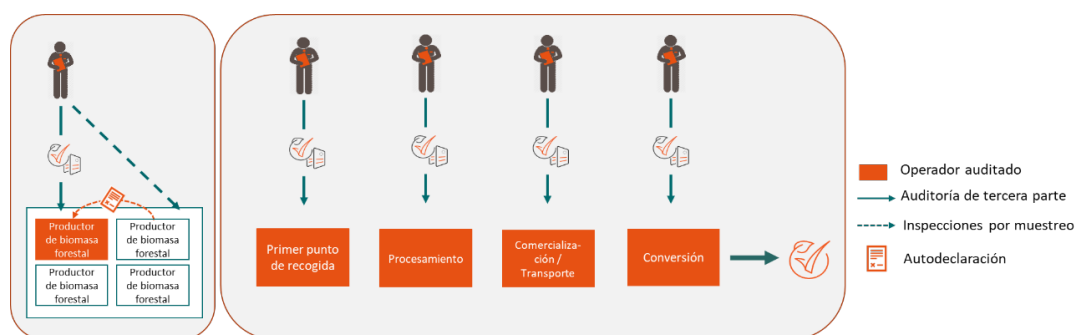 Productor
de biomasa
forestal
Productor
de biomasa
forestal
Productor
de biomasa
forestal
Productor
de biomasa
forestal
Primer punto
de recogida
Procesamiento
Comercializa-
ción /
Transporte
Conversión
Operador auditado
Auditoría de tercera parte
Inspecciones por muestreo
Autodeclaración